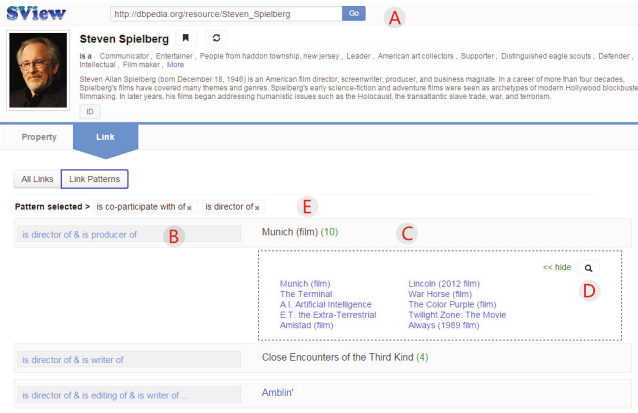 SView
http://dbpedia.org/resource/Steven_Spielberg Go A
Steven Spielberg
is a Communicator , Entertainer , People from haddon township, new jersey , Leader , American art collectors , Supporter , Distinguished eagle scouts , Defender ,
Intellectual , Film maker , More
Steven Allan Spielberg (born December 18, 1946) is an American film director, screenwriter, producer, and business magnate. In a career of more than four decades,
Spielberg's films have covered many themes and genres. Spielberg's early science-fiction and adventure films were seen as archetypes of modern Hollywood blockbuste
filmmaking. In later years, his films began addressing humanistic issues such as the Holocaust, the transatlantic slave trade, war, and terrorism.
ID
Property Link
All Links Link Patterns
Pattern selected > is co-participate with of x is director of x E
is director of & is producer of B Munich (film) (10) C
<< hide
D
Munich (film) Lincoln (2012 film)
The Terminal War Horse (film)
A.I. Artificial Intelligence The Color Purple (film)
E.T. the Extra-Terrestrial Twilight Zone: The Movie
Amistad (film) Always (1989 film)
is director of & is writer of Close Encounters of the Third Kind (4)
is director of & is editing of & is writer of ... Amblin'